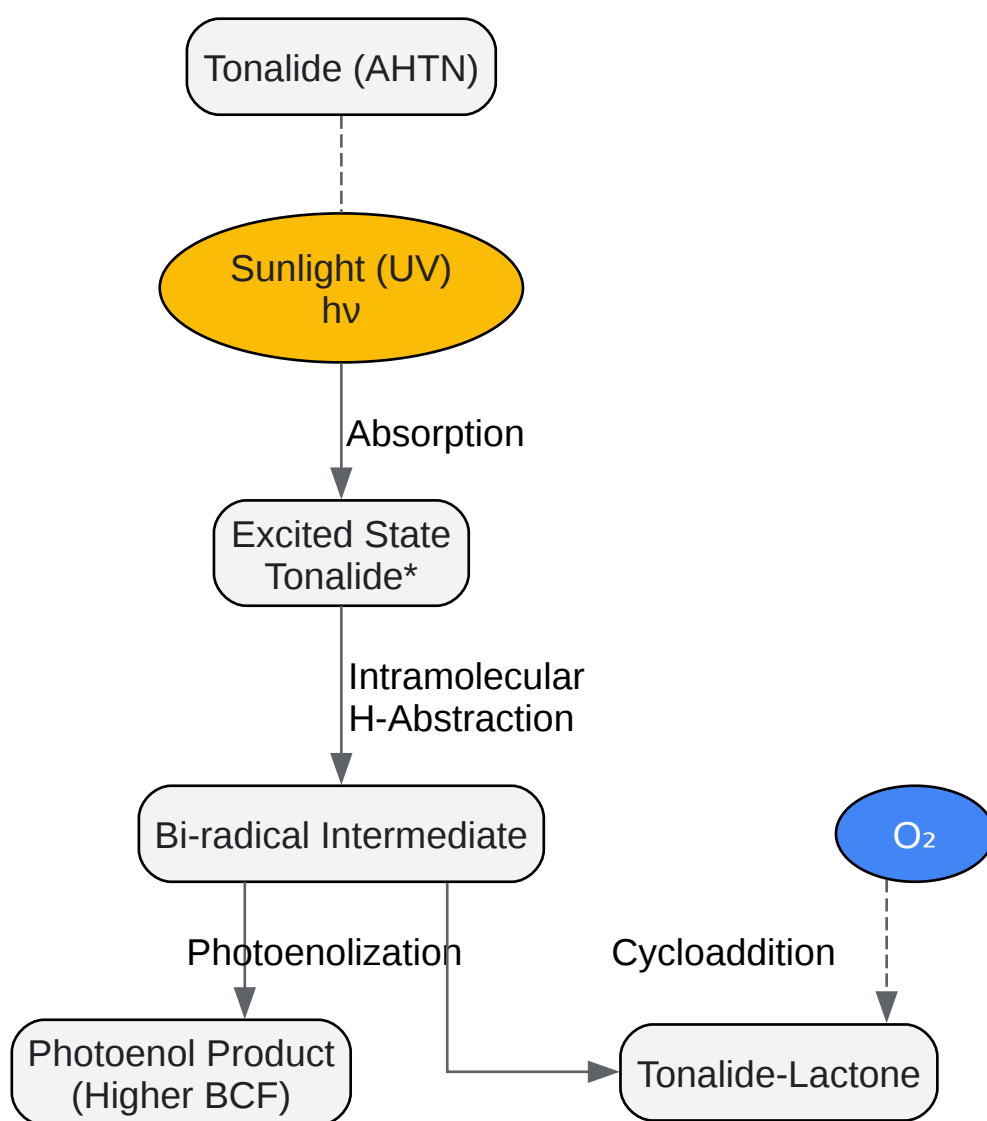 Tonalide (AHTN)
Sunlight (UV)
hν
Absorption
Excited State
Tonalide*
Intramolecular
H-Abstraction
Bi-radical Intermediate
O₂
Photoenolization
Cycloaddition
Photoenol Product
(Higher BCF)
Tonalide-Lactone